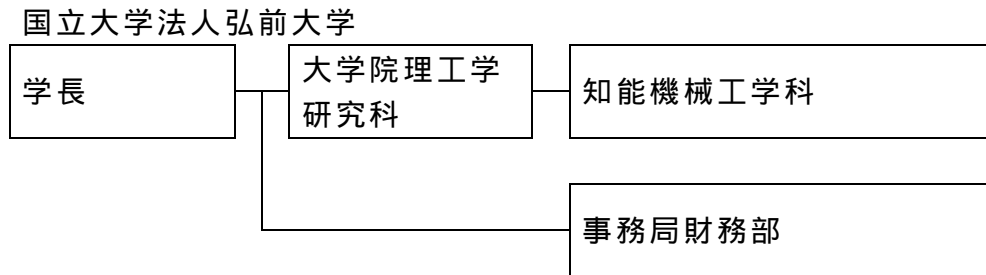 国立大学法人弘前大学
学長
大学院理工学
研究科
知能機械工学科
事務局財務部